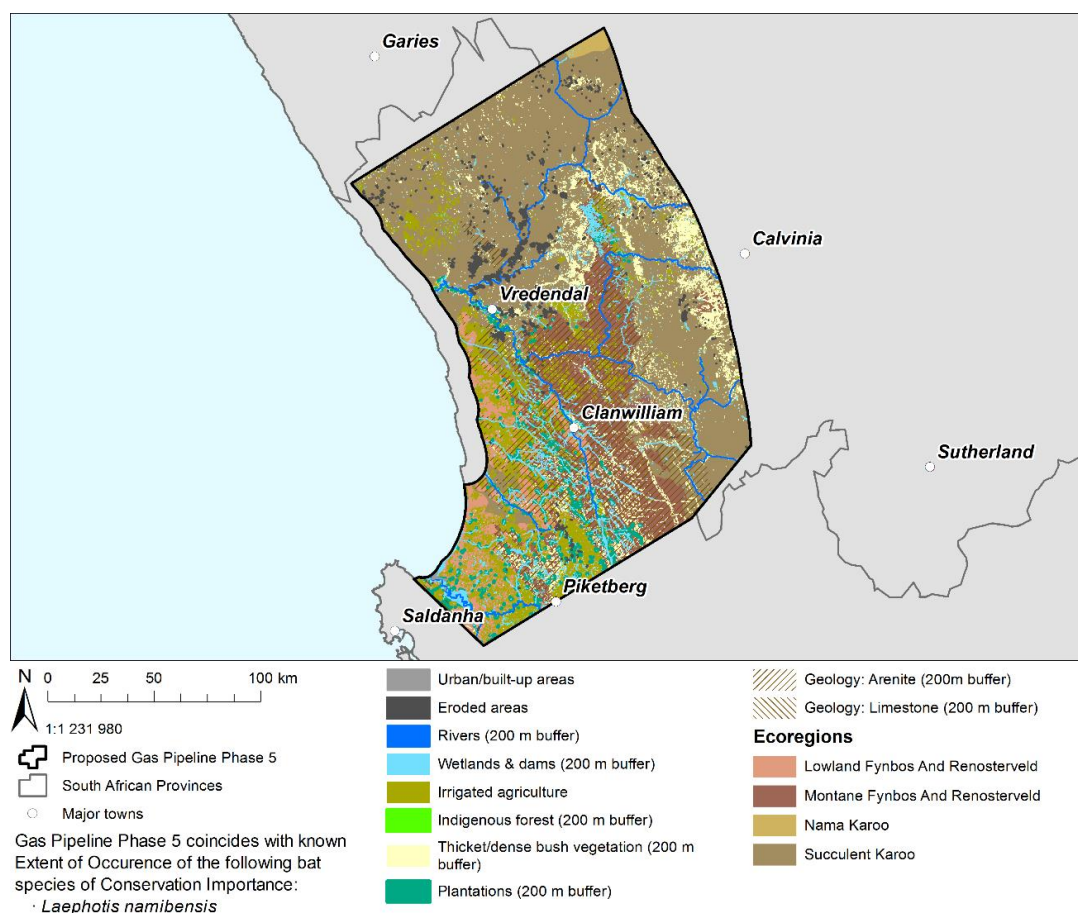 Garies
Calvinia
Vredendal
Clanwilliam
Sutherland
Piketberg
Saldanha
N
0 25 50 100 km
1:1 231 980
Proposed Gas Pipeline Phase 5
South African Provinces
Major towns
Gas Pipeline Phase 5 coincides with known
Extent of Occurence of the following bat
species of Conservation Importance:
· Laephotis namibensis
Urban/built-up areas
Eroded areas
Rivers (200 m buffer)
Wetlands & dams (200 m buffer)
Irrigated agriculture
Indigenous forest (200 m buffer)
Thicket/dense bush vegetation (200 m
buffer)
Plantations (200 m buffer)
Geology: Arenite (200m buffer)
Geology: Limestone (200 m buffer)
Ecoregions
Lowland Fynbos And Renosterveld
Montane Fynbos And Renosterveld
Nama Karoo
Succulent Karoo